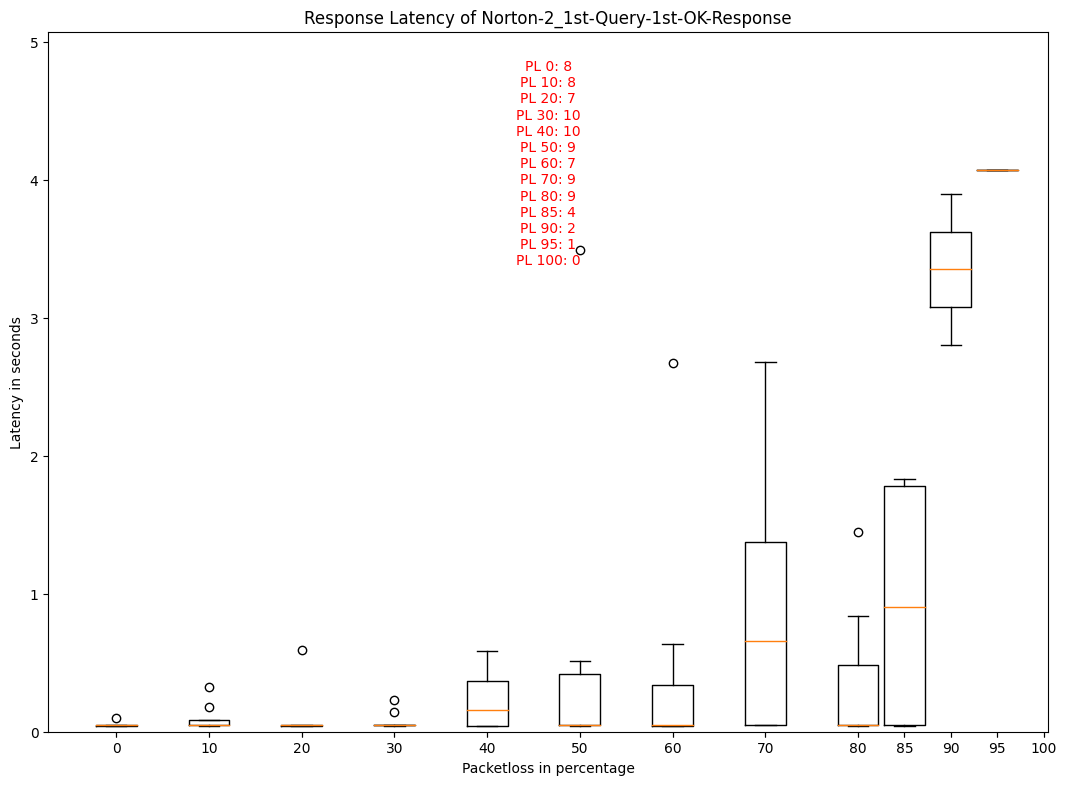 Response Latency of Norton-2_1st-Query-1st-OK-Response
5
4
3
2
1
0
Latency in seconds
PL 0: 8
PL 10: 8
PL 20: 7
PL 30: 10
PL 40: 10
PL 50: 9
PL 60: 7
PL 70: 9
PL 80: 9
PL 85: 4
PL 90: 2
PL 95: 1
PL 100: 0
0 10 20 30 40 50 60 70 80 85 90 95 100
Packetloss in percentage